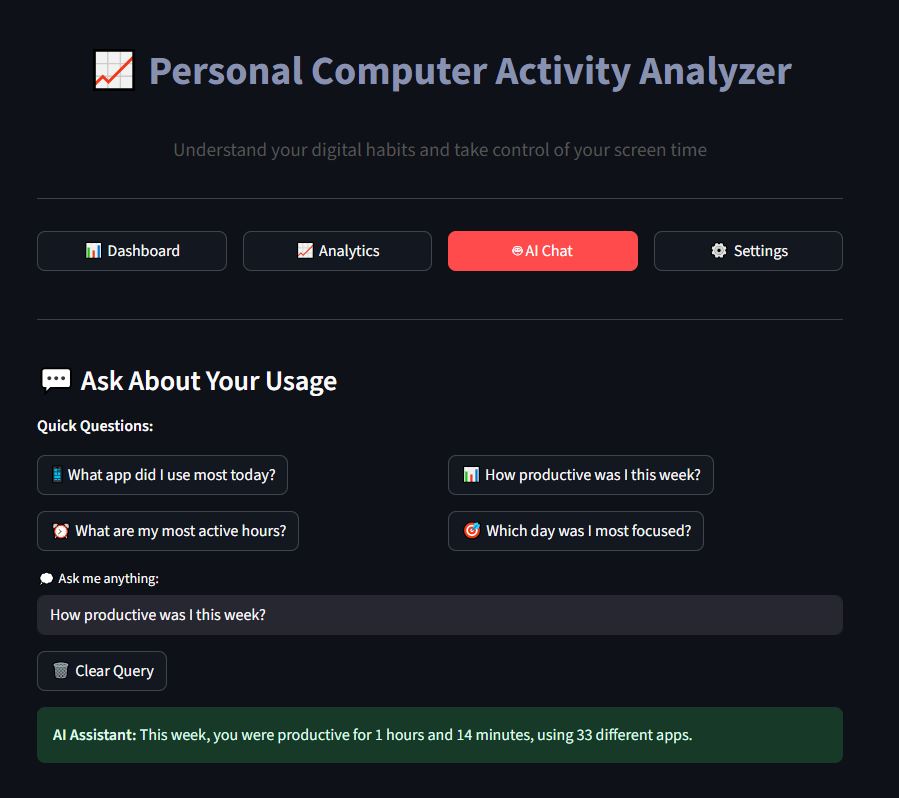 Personal Computer Activity Analyzer
Understand your digital habits and take control of your screen time
Dashboard
Analytics
AI Chat
Settings
Ask About Your Usage
Quick Questions:
What app did I use most today?
How productive was I this week?
What are my most active hours?
Which day was I most focused?
Ask me anything:
How productive was I this week?
Clear Query
AI Assistant: This week, you were productive for 1 hours and 14 minutes, using 33 different apps.